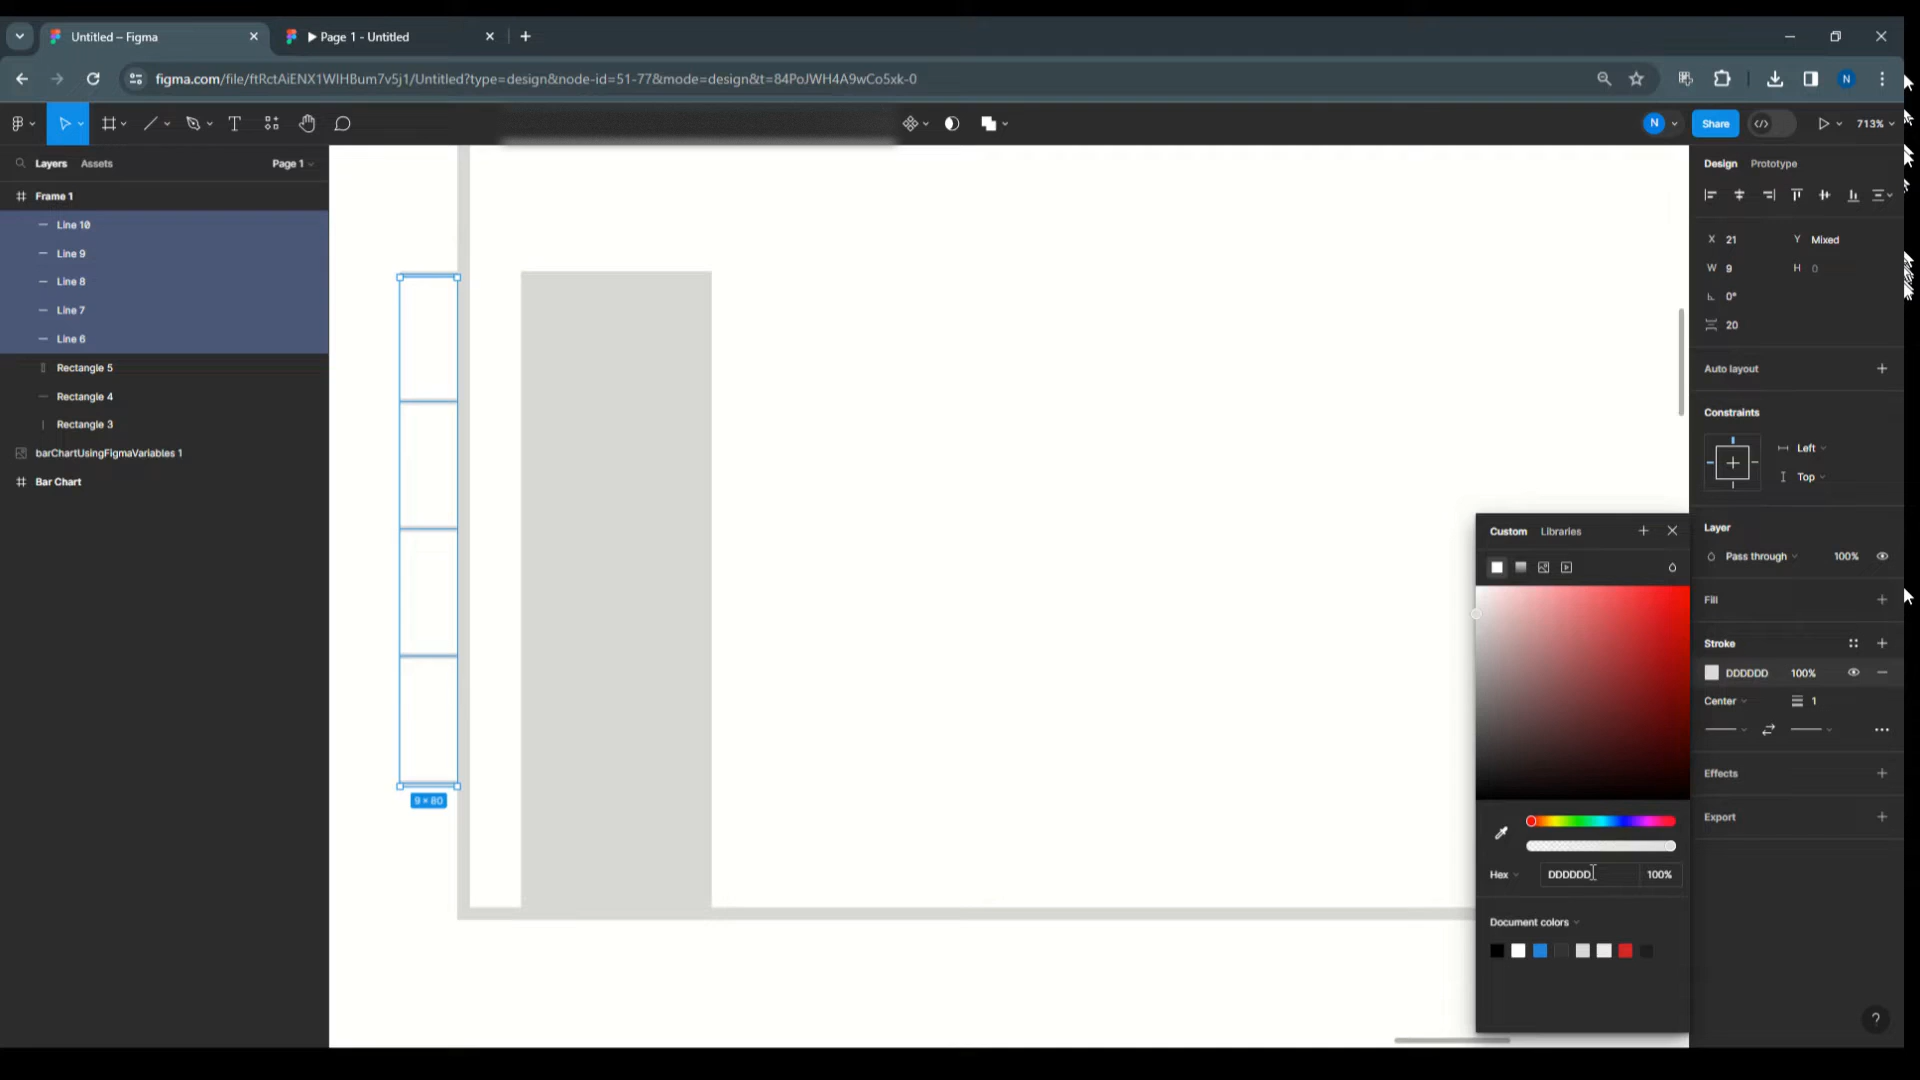 Untitled – Figma
▶ Page 1 - Untitled
figma.com/file/ftRctAiENX1WIHBum7v5j1/Untitled?type=design&node-id=51-77&mode=design&t=84PoJWH4A9wCo5xk-0
N
N
Share
713%
Layers
Assets
Page 1
Frame 1
Line 10
Line 9
Line 8
Line 7
Line 6
Rectangle 5
Rectangle 4
Rectangle 3
barChartUsingFigmaVariables 1
Bar Chart
9 × 80
Design
Prototype
X 21
Y Mixed
W 9
H 0
0°
20
Auto layout
Constraints
Left
Top
Layer
Pass through
100%
Fill
Stroke
DDDDDD
100%
Center
1
Effects
Export
Custom
Libraries
Hex
DDDDDD
100%
Document colors
?